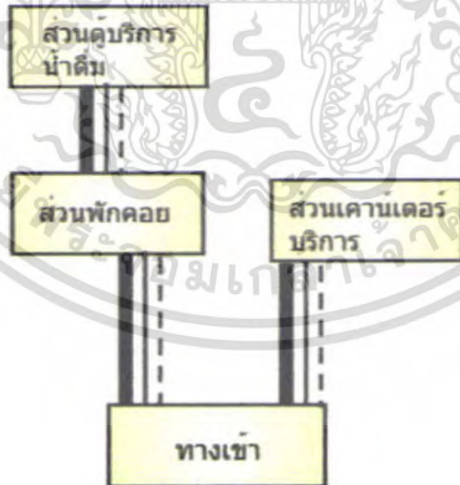 ส่วนตู้บริการ
น้ำดื่ม
ส่วนพักคอย
ส่วนเคาน์เตอร์
บริการ
ทางเข้า